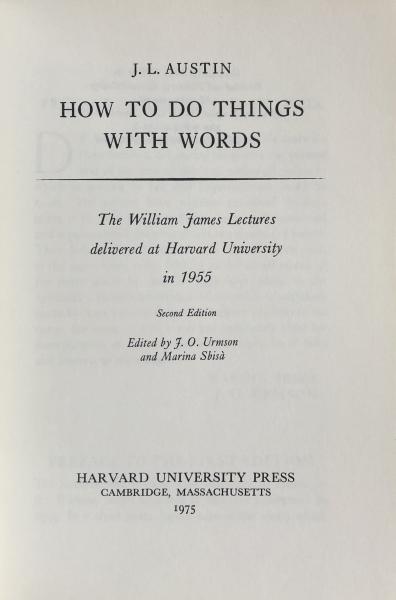 J. L. AUSTIN
HOW TO DO THINGS
WITH WORDS
The William James Lectures
delivered at Harvard University
in 1955
Second Edition
Edited by J. O. Urmson
and Marina Sbisà
HARVARD UNIVERSITY PRESS
CAMBRIDGE, MASSACHUSETTS
1975